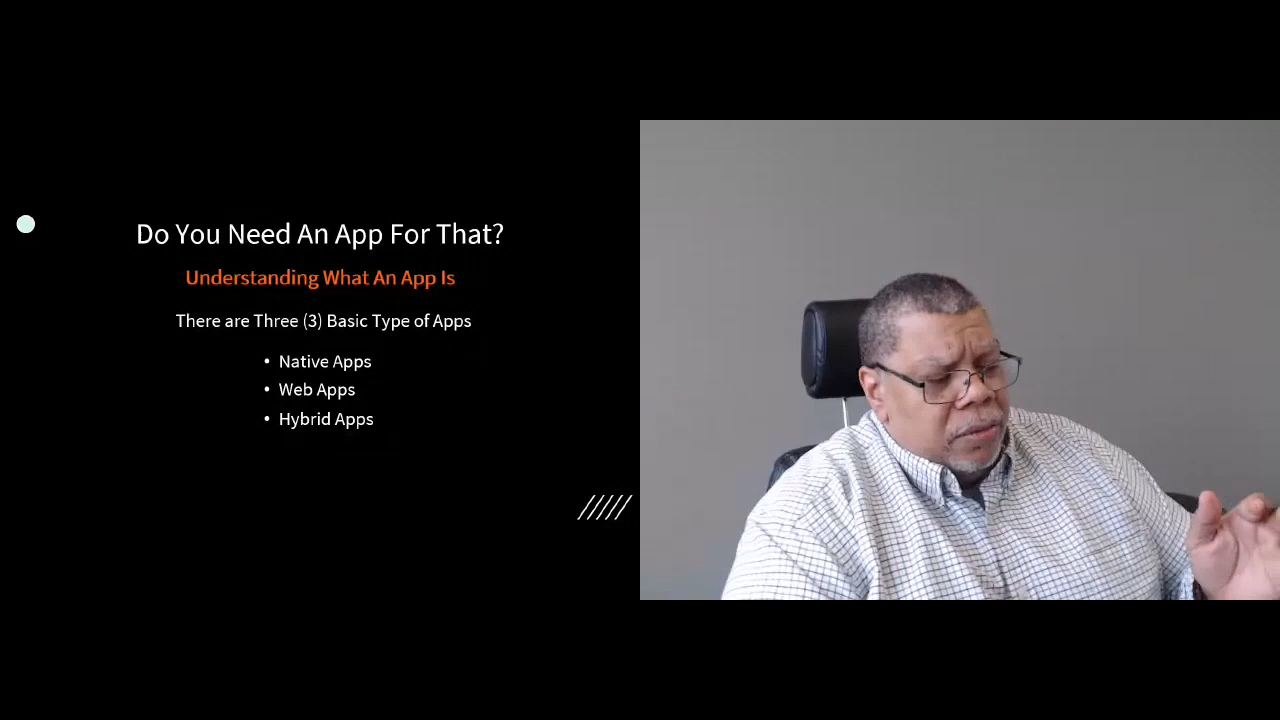 Do You Need An App For That?
Understanding What An App Is
There are Three (3) Basic Type of Apps
• Native Apps
• Web Apps
• Hybrid Apps